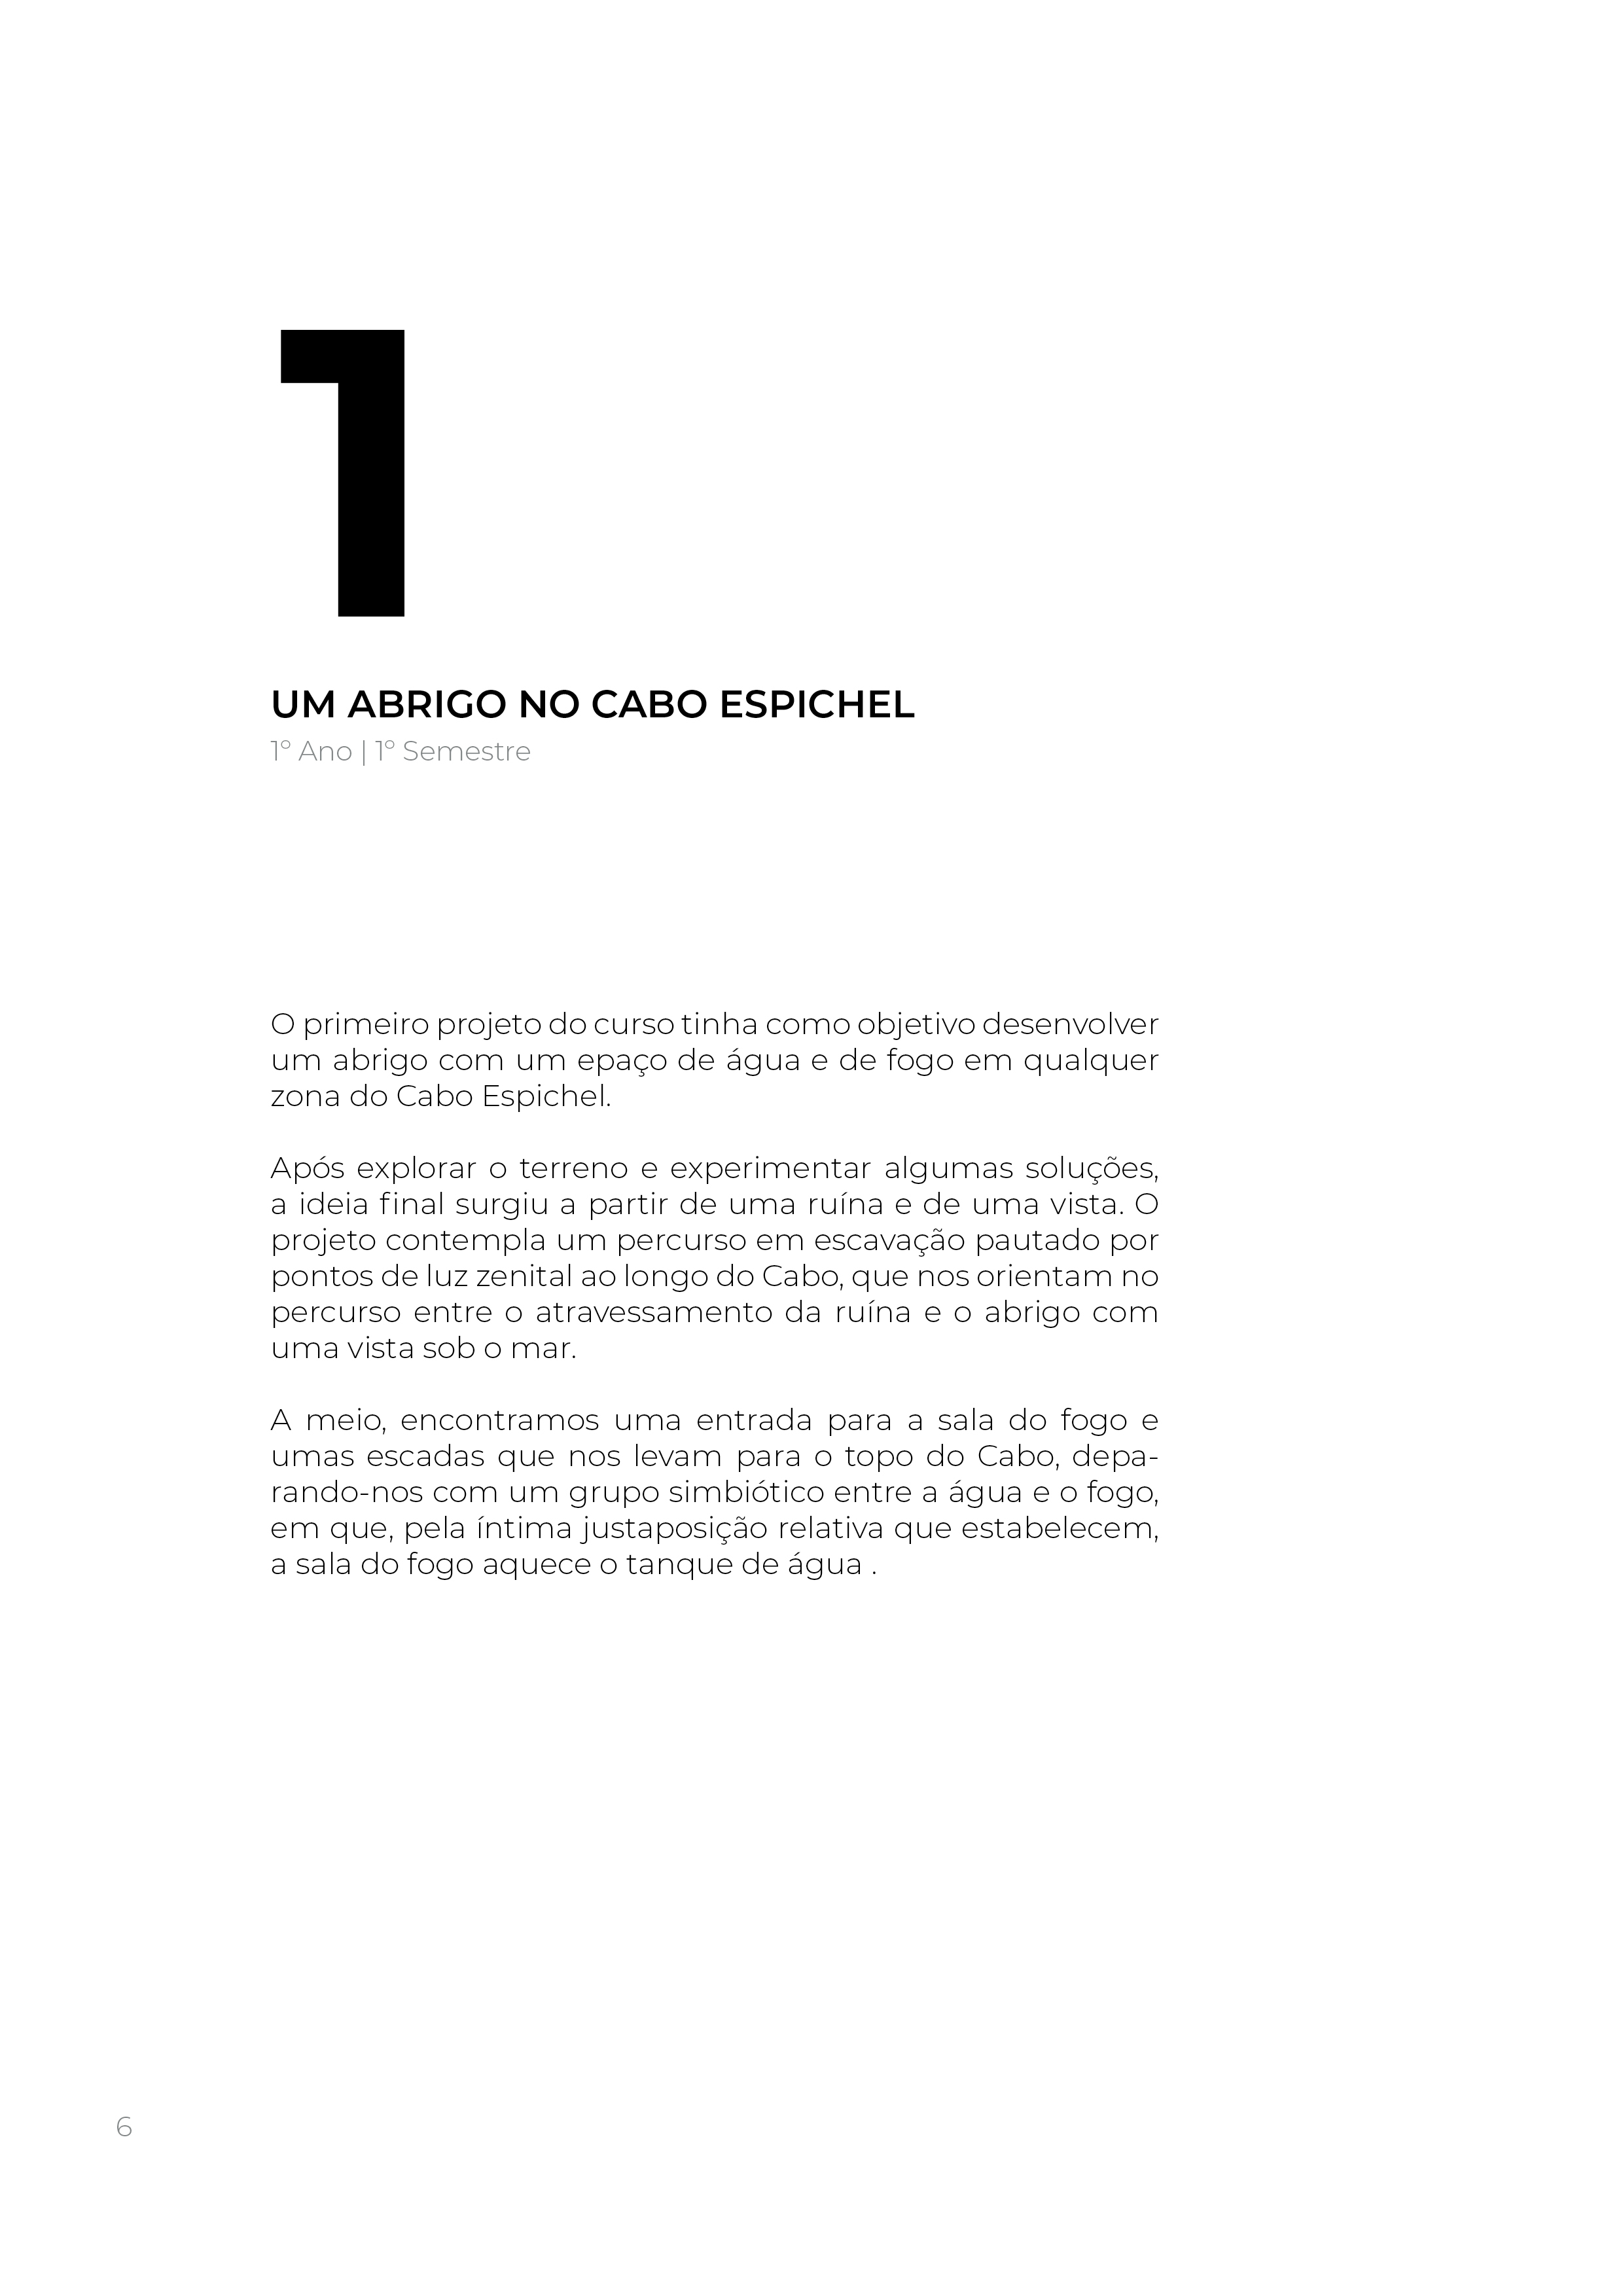 1
UM ABRIGO NO CABO ESPICHEL
1º Ano | 1º Semestre
O primeiro projeto do curso tinha como objetivo desenvolver
um abrigo com um epaço de água e de fogo em qualquer
zona do Cabo Espichel.
Após explorar o terreno e experimentar algumas soluções,
a ideia final surgiu a partir de uma ruína e de uma vista. O
projeto contempla um percurso em escavação pautado por
pontos de luz zenital ao longo do Cabo, que nos orientam no
percurso entre o atravessamento da ruína e o abrigo com
uma vista sob o mar.
A meio, encontramos uma entrada para a sala do fogo e
umas escadas que nos levam para o topo do Cabo, depa-
rando-nos com um grupo simbiótico entre a água e o fogo,
em que, pela íntima justaposição relativa que estabelecem,
a sala do fogo aquece o tanque de água .
6